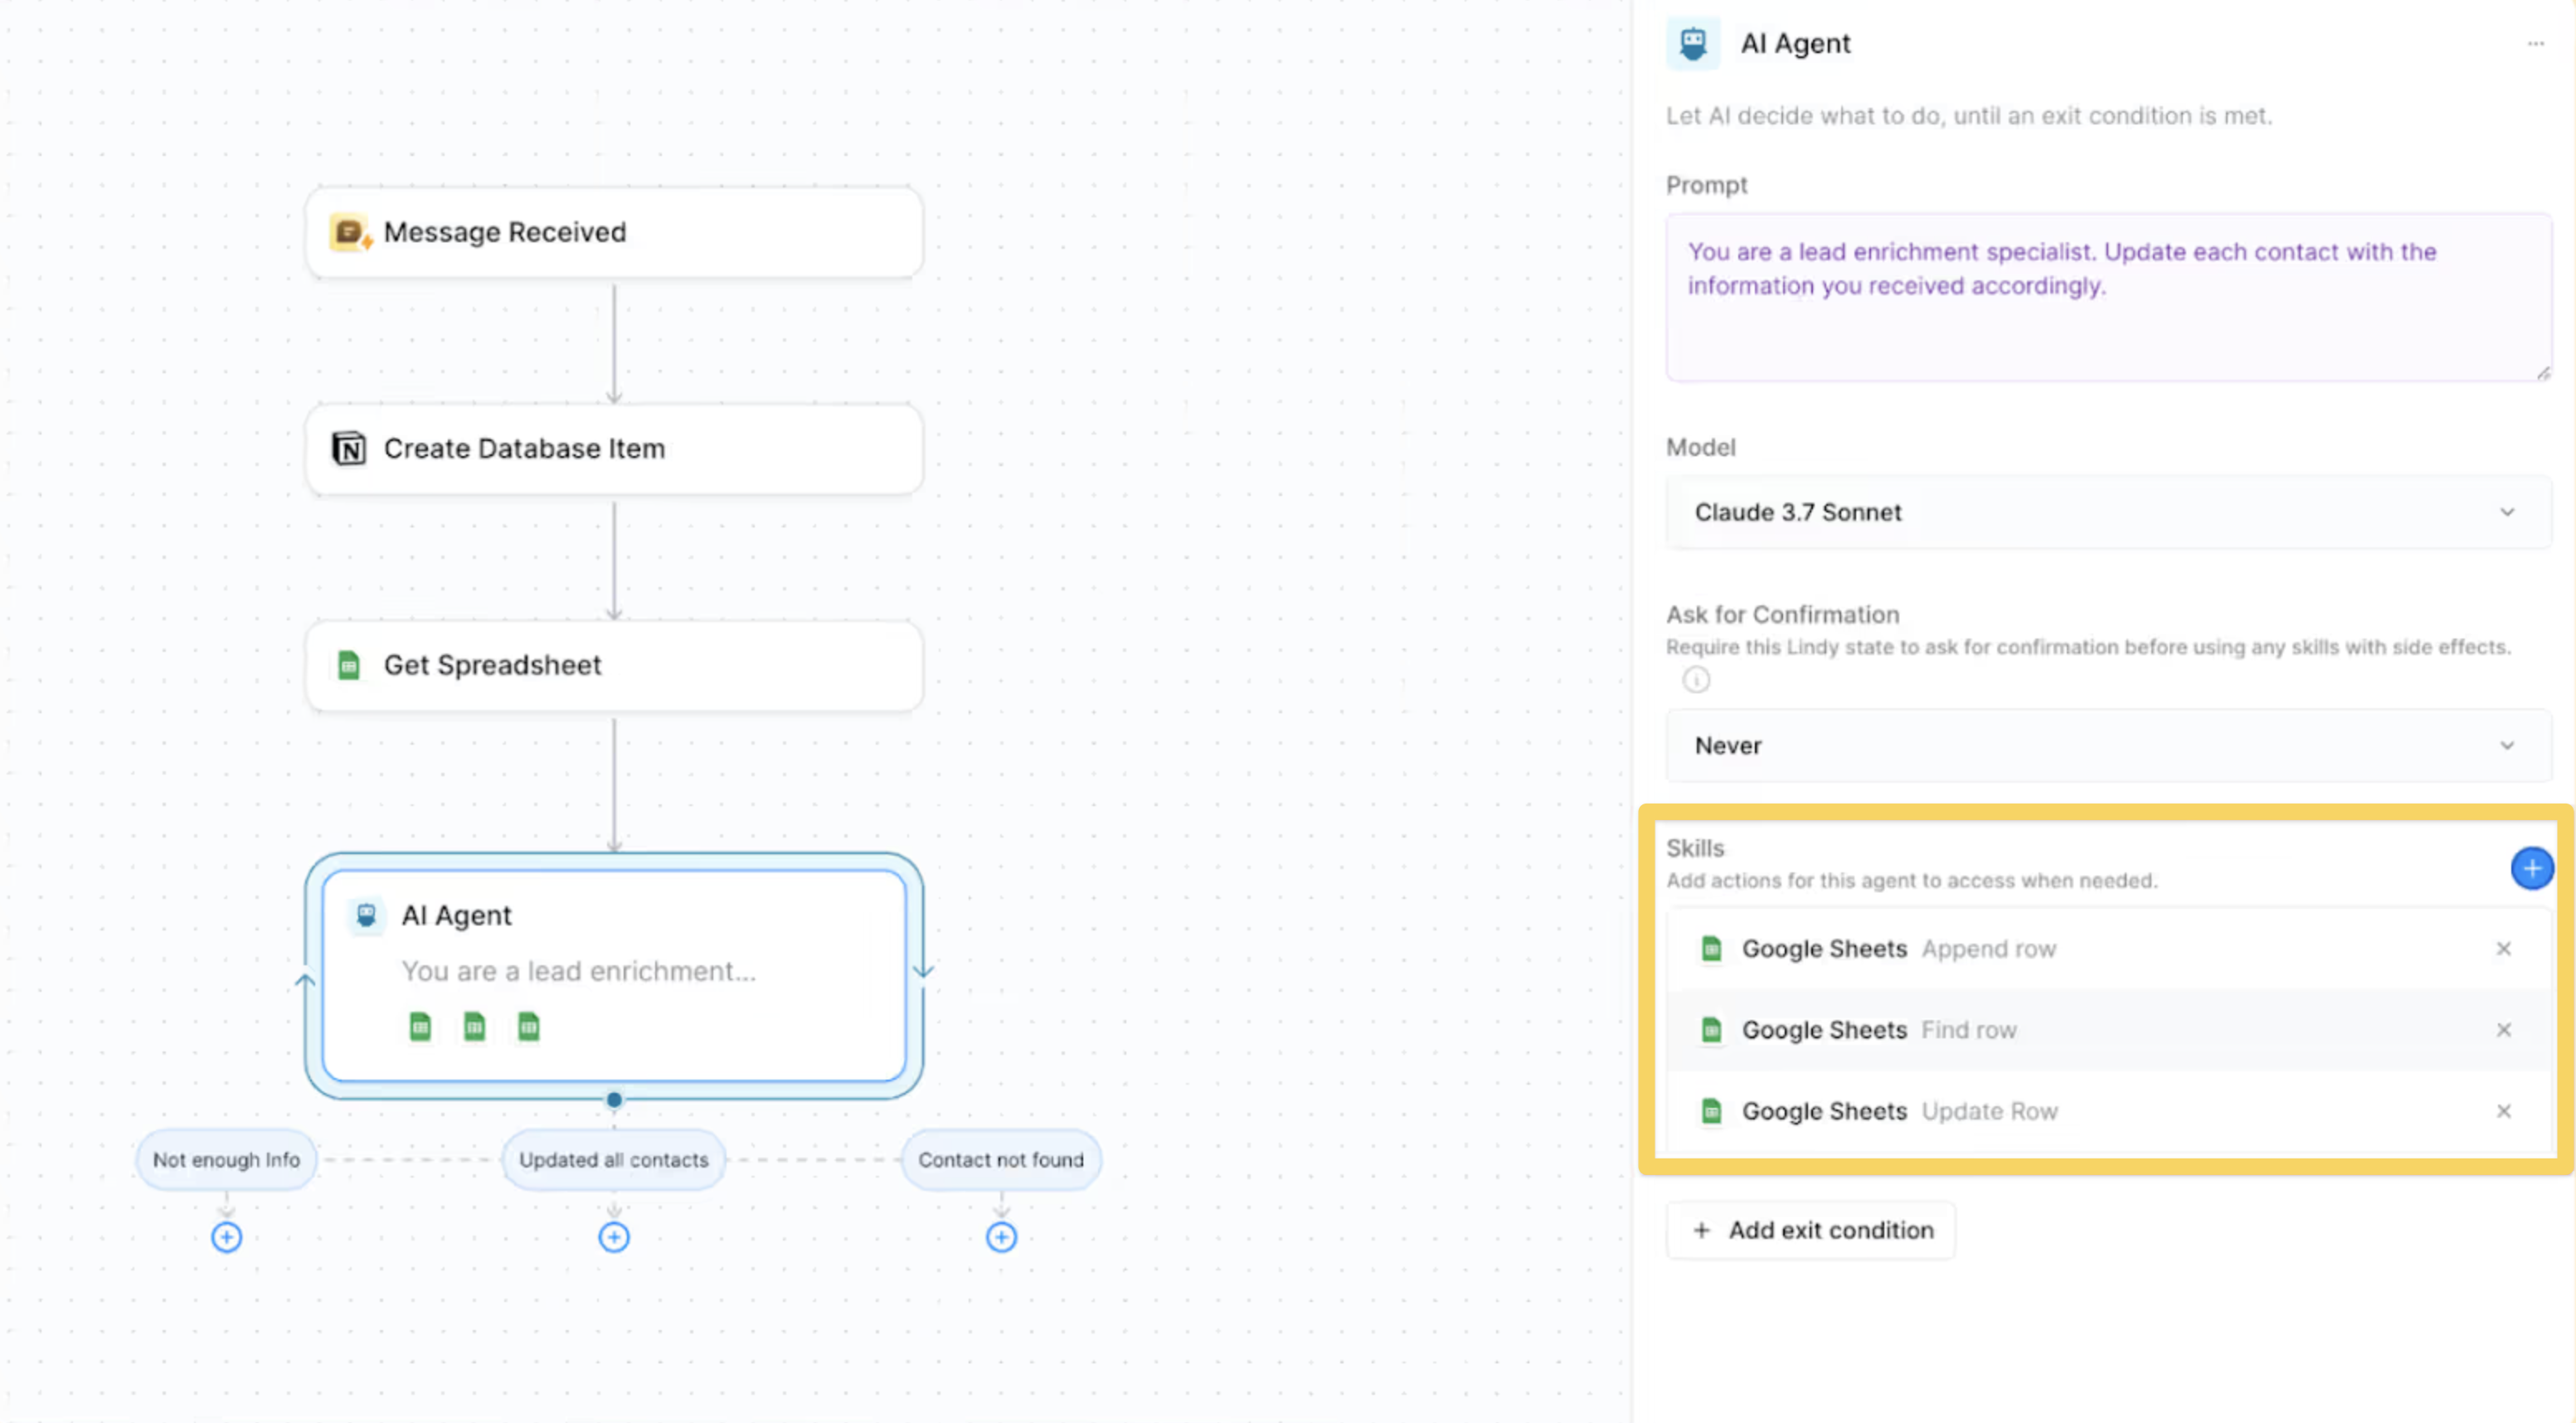 Message Received
Create Database Item
Get Spreadsheet
AI Agent
You are a lead enrichment...
Not enough Info
Updated all contacts
Contact not found
AI Agent
Let AI decide what to do, until an exit condition is met.
Prompt
You are a lead enrichment specialist. Update each contact with the
information you received accordingly.
Model
Claude 3.7 Sonnet
Ask for Confirmation
Require this Lindy state to ask for confirmation before using any skills with side effects.
Never
Skills
Add actions for this agent to access when needed.
Google Sheets Append row
Google Sheets Find row
Google Sheets Update Row
+ Add exit condition